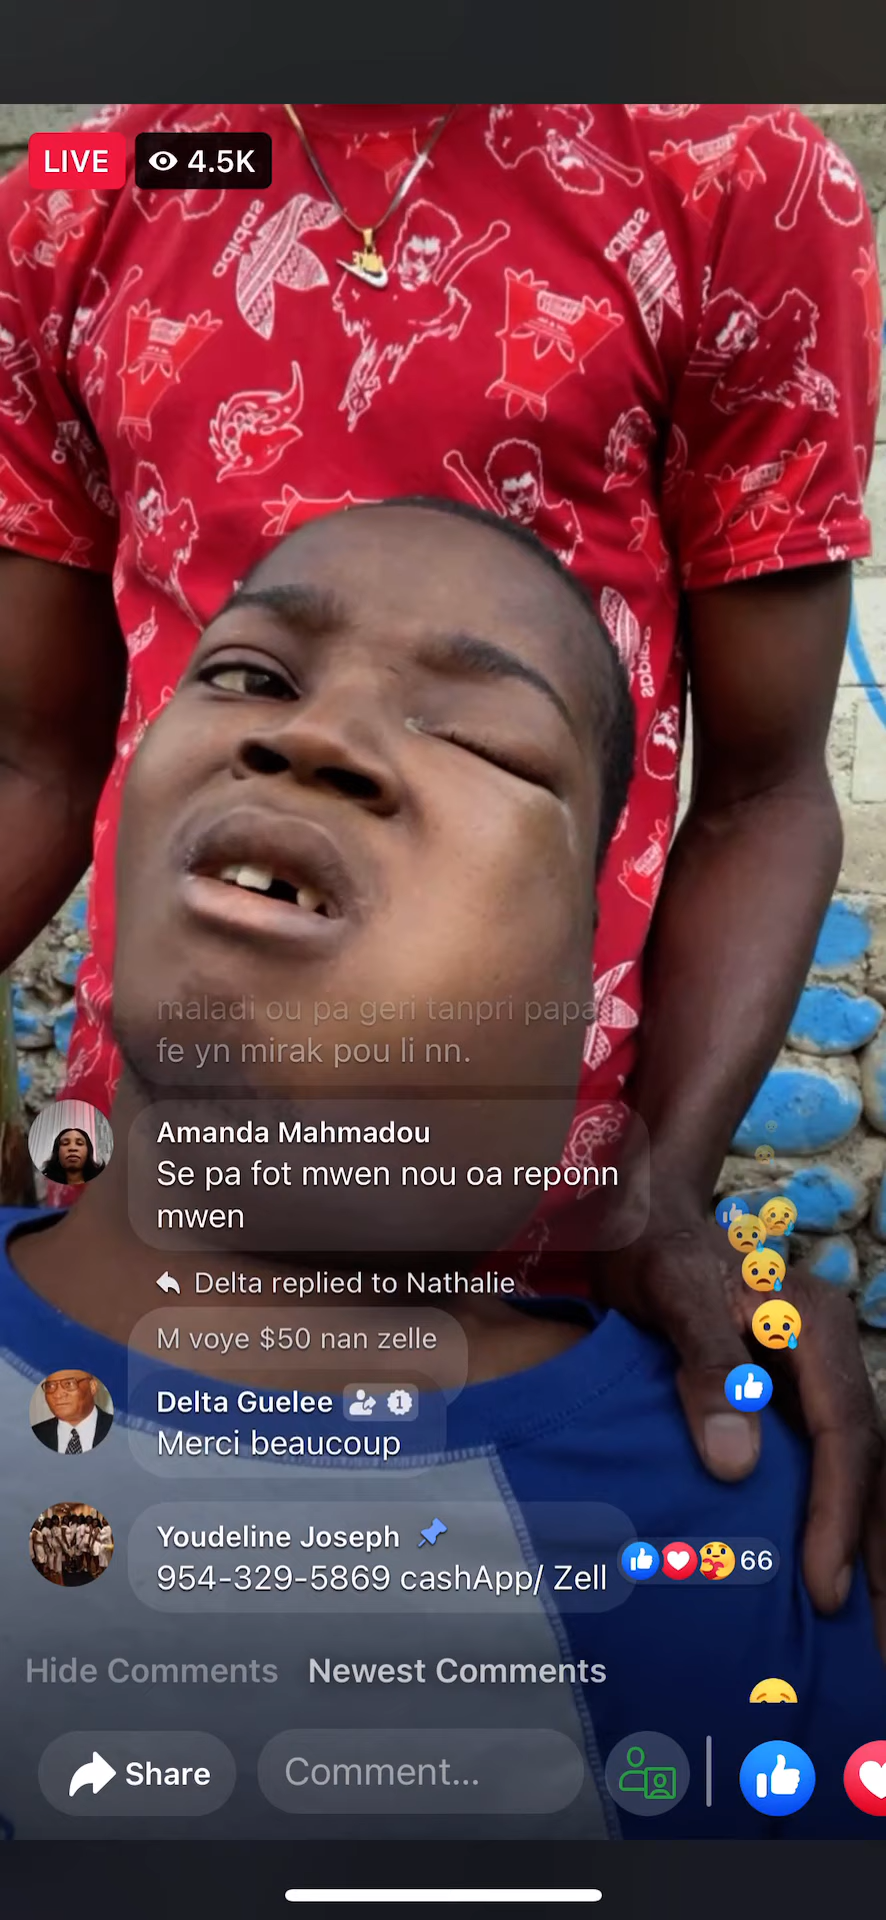 LIVE
4.5K
maladi ou pa geri tanpri papa
fe yn mirak pou li nn.
Amanda Mahmadou
Se pa fot mwen nou oa reponn
mwen
Delta replied to Nathalie
M voye $50 nan zelle
Delta Guelee 1
Merci beaucoup
Youdeline Joseph
954-329-5869 cashApp/ Zell
66
Hide Comments Newest Comments
Share
Comment...